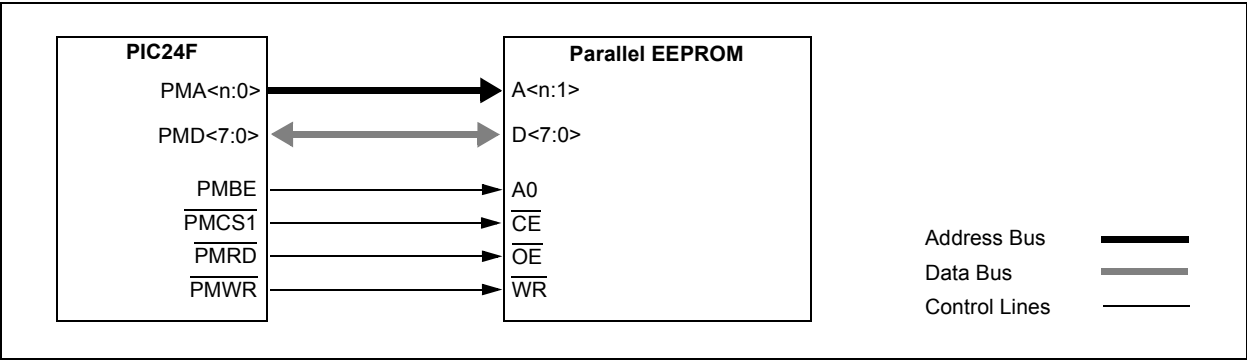 PIC24F
Parallel EEPROM
PMA<n:0>
A<n:1>
PMD<7:0>
D<7:0>
PMBE
A0
PMCS1
CE
PMRD
OE
PMWR
WR
Address Bus
Data Bus
Control Lines